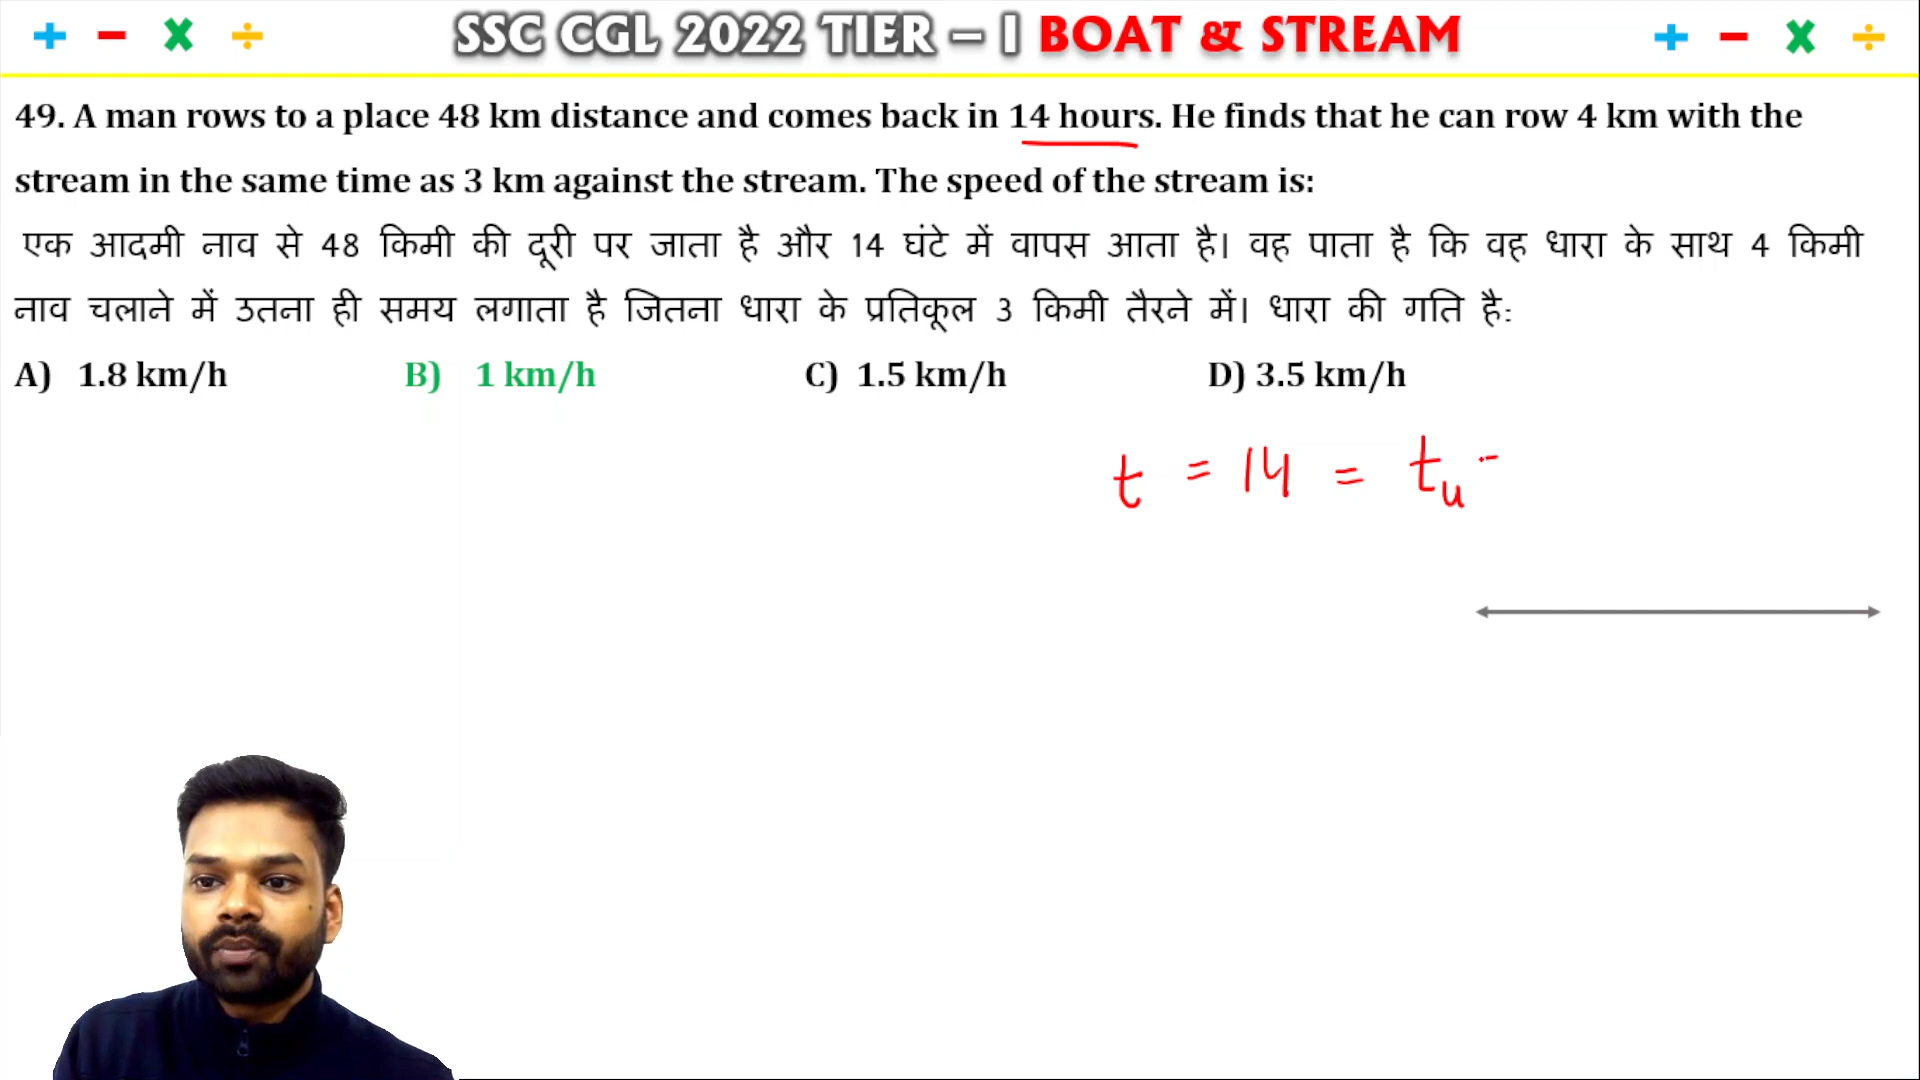 + - × ÷ SSC CGL 2022 TIER – I BOAT & STREAM + - × ÷
49. A man rows to a place 48 km distance and comes back in 14 hours. He finds that he can row 4 km with the
stream in the same time as 3 km against the stream. The speed of the stream is:
एक आदमी नाव से 48 किमी की दूरी पर जाता है और 14 घंटे में वापस आता है। वह पाता है कि वह धारा के साथ 4 किमी
नाव चलाने में उतना ही समय लगाता है जितना धारा के प्रतिकूल 3 किमी तैरने में। धारा की गति है:
A) 1.8 km/h B) 1 km/h C) 1.5 km/h D) 3.5 km/h
t = 14 = tu -